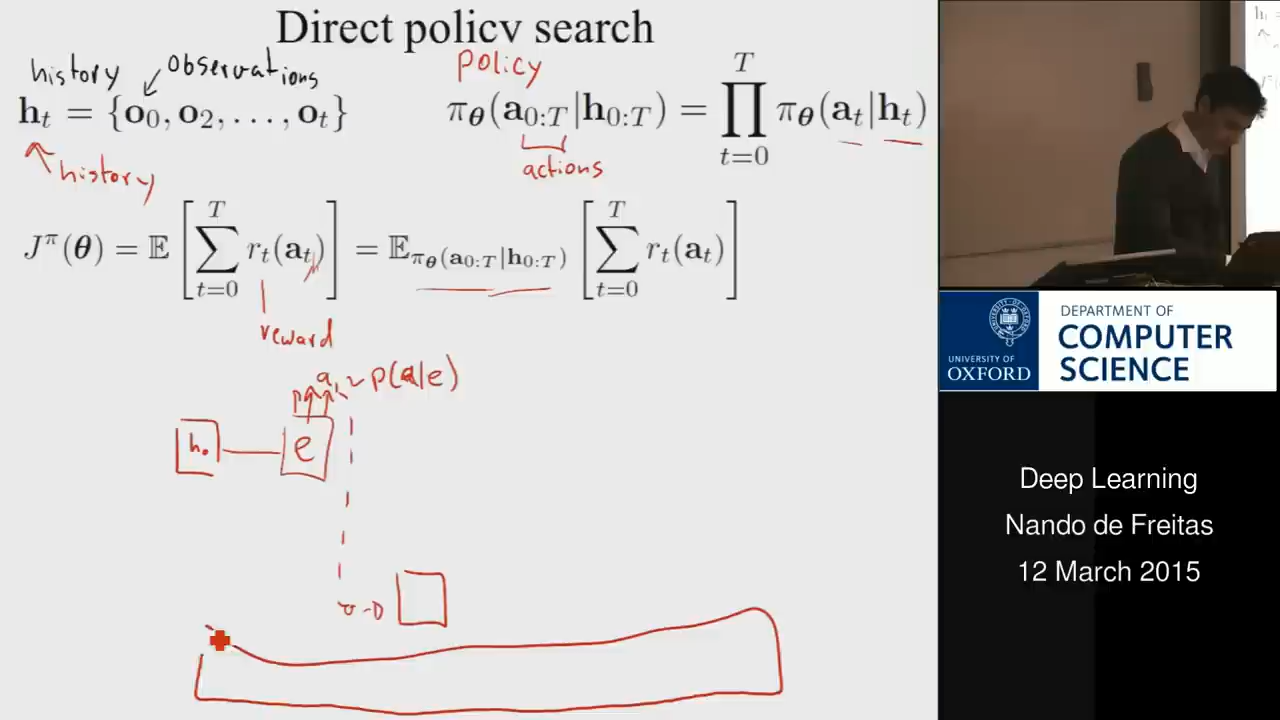 Direct policy search
history observations
policy
h_t = {o_0, o_2, . . . , o_t}
π_θ(a_{0:T}|h_{0:T}) = ∏_{t=0}^{T} π_θ(a_t|h_t)
history
actions
J^π(θ) = 𝔼 [∑_{t=0}^{T} r_t(a_t)] = 𝔼_{π_θ(a_{0:T}|h_{0:T})} [∑_{t=0}^{T} r_t(a_t)]
reward
a_1 ~ P(a|e)
h_0
e
UNIVERSITY OF
OXFORD
DEPARTMENT OF
COMPUTER
SCIENCE
Deep Learning
Nando de Freitas
12 March 2015